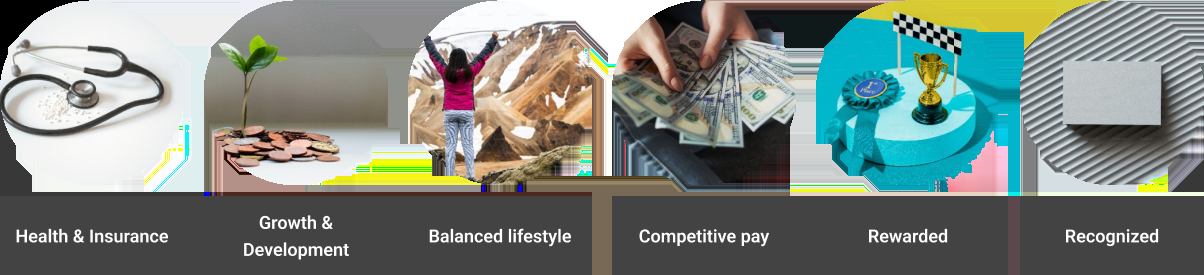 Health & Insurance
Growth &
Development
Balanced lifestyle
Competitive pay
Rewarded
Recognized